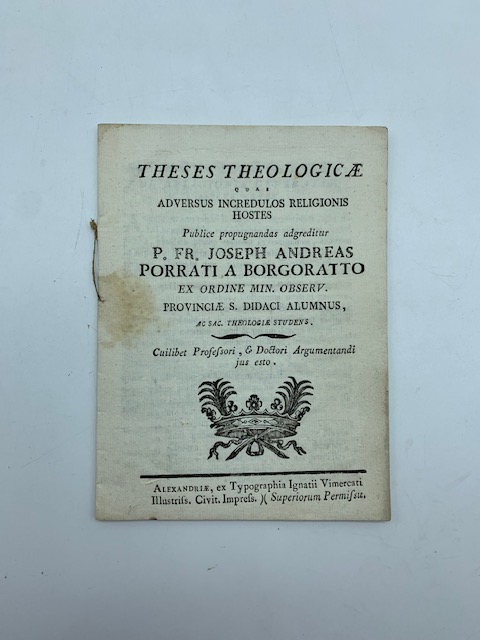 THESES THEOLOGICÆ
QUAS
ADVERSUS INCREDULOS RELIGIONIS
HOSTES
Publice propugnandas adgreditur
P. FR. JOSEPH ANDREAS
PORRATI A BORGORATTO
EX ORDINE MIN. OBSERV.
PROVINCIÆ S. DIDACI ALUMNUS,
AC SAC. THEOLOGIÆ STUDENS.
Cuilibet Profeſſori, & Doctori Argumentandi
jus esto.
ALEXANDRIÆ, ex Typographia Ignatii Vimercati
Illustriſs. Civit. Impreſs. )( Superiorum Permiſſu.